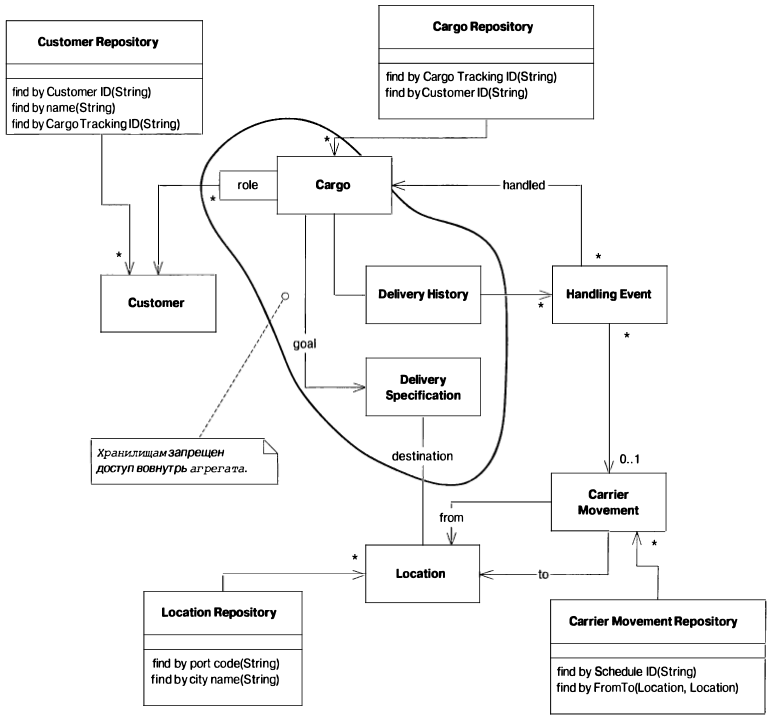 Customer Repository
find by Customer ID(String)
find by name(String)
find by Cargo Tracking ID(String)
Cargo Repository
find by Cargo Tracking ID(String)
find by Customer ID(String)
*
role
Cargo
handled
*
*
*
Customer
Delivery History
*
Handling Event
*
goal
Delivery
Specification
Хранилищам запрещен
доступ вовнутрь агрегата.
destination
0..1
Carrier
Movement
from
*
Location
to
*
Location Repository
find by port code(String)
find by city name(String)
Carrier Movement Repository
find by Schedule ID(String)
find by FromTo(Location, Location)